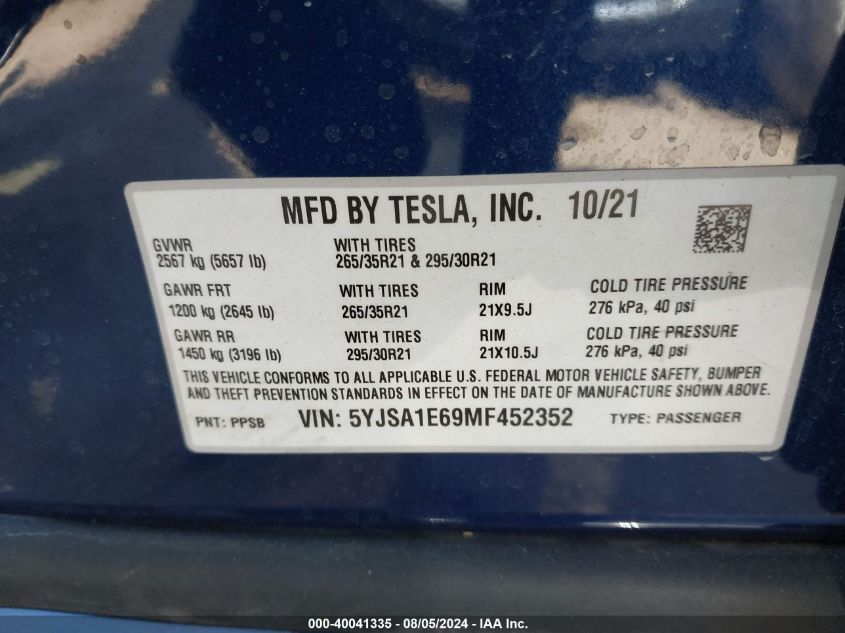 MFD BY TESLA, INC. 10/21
GVWR WITH TIRES
2567 kg (5657 lb) 265/35R21 & 295/30R21
GAWR FRT WITH TIRES RIM COLD TIRE PRESSURE
1200 kg (2645 lb) 265/35R21 21X9.5J 276 kPa, 40 psi
GAWR RR WITH TIRES RIM COLD TIRE PRESSURE
1450 kg (3196 lb) 295/30R21 21X10.5J 276 kPa, 40 psi
THIS VEHICLE CONFORMS TO ALL APPLICABLE U.S. FEDERAL MOTOR VEHICLE SAFETY, BUMPER
AND THEFT PREVENTION STANDARDS IN EFFECT ON THE DATE OF MANUFACTURE SHOWN ABOVE.
PNT: PPSB VIN: 5YJSA1E69MF452352 TYPE: PASSENGER
000-40041335 - 08/05/2024 - IAA Inc.